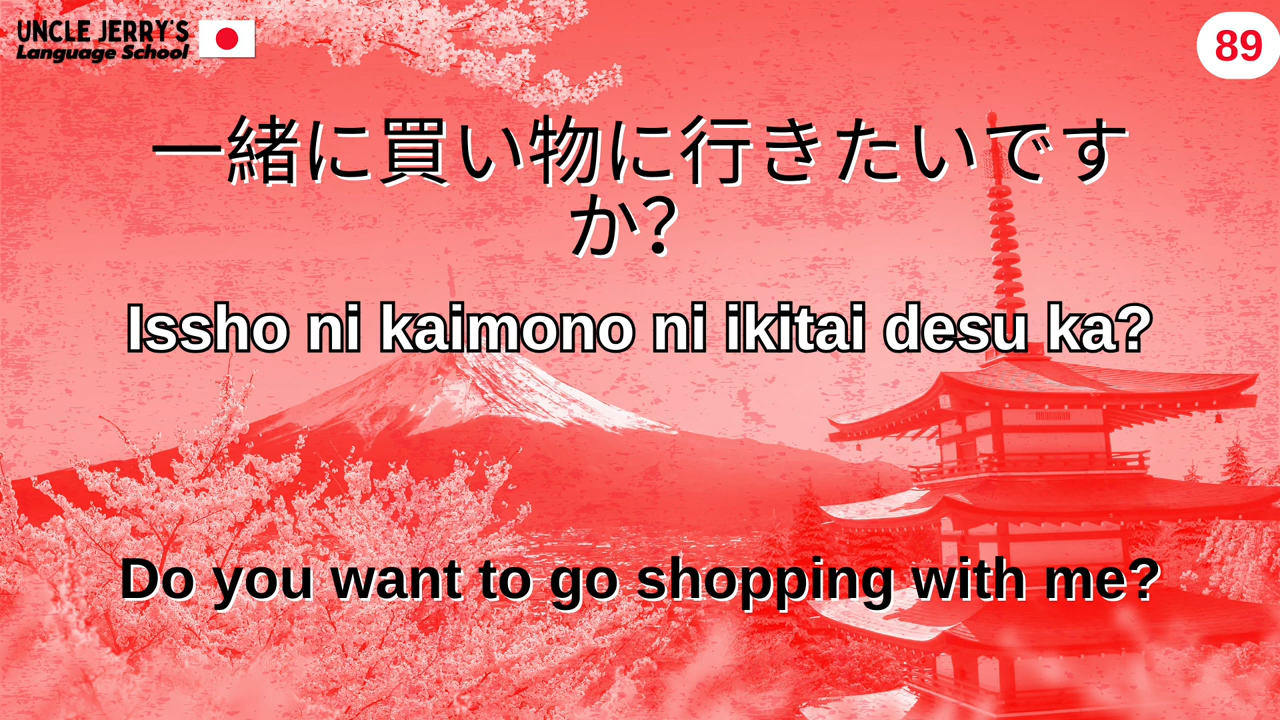 UNCLE JERRY'S
Language School
89
一緒に買い物に行きたいです
か?
Issho ni kaimono ni ikitai desu ka?
Do you want to go shopping with me?